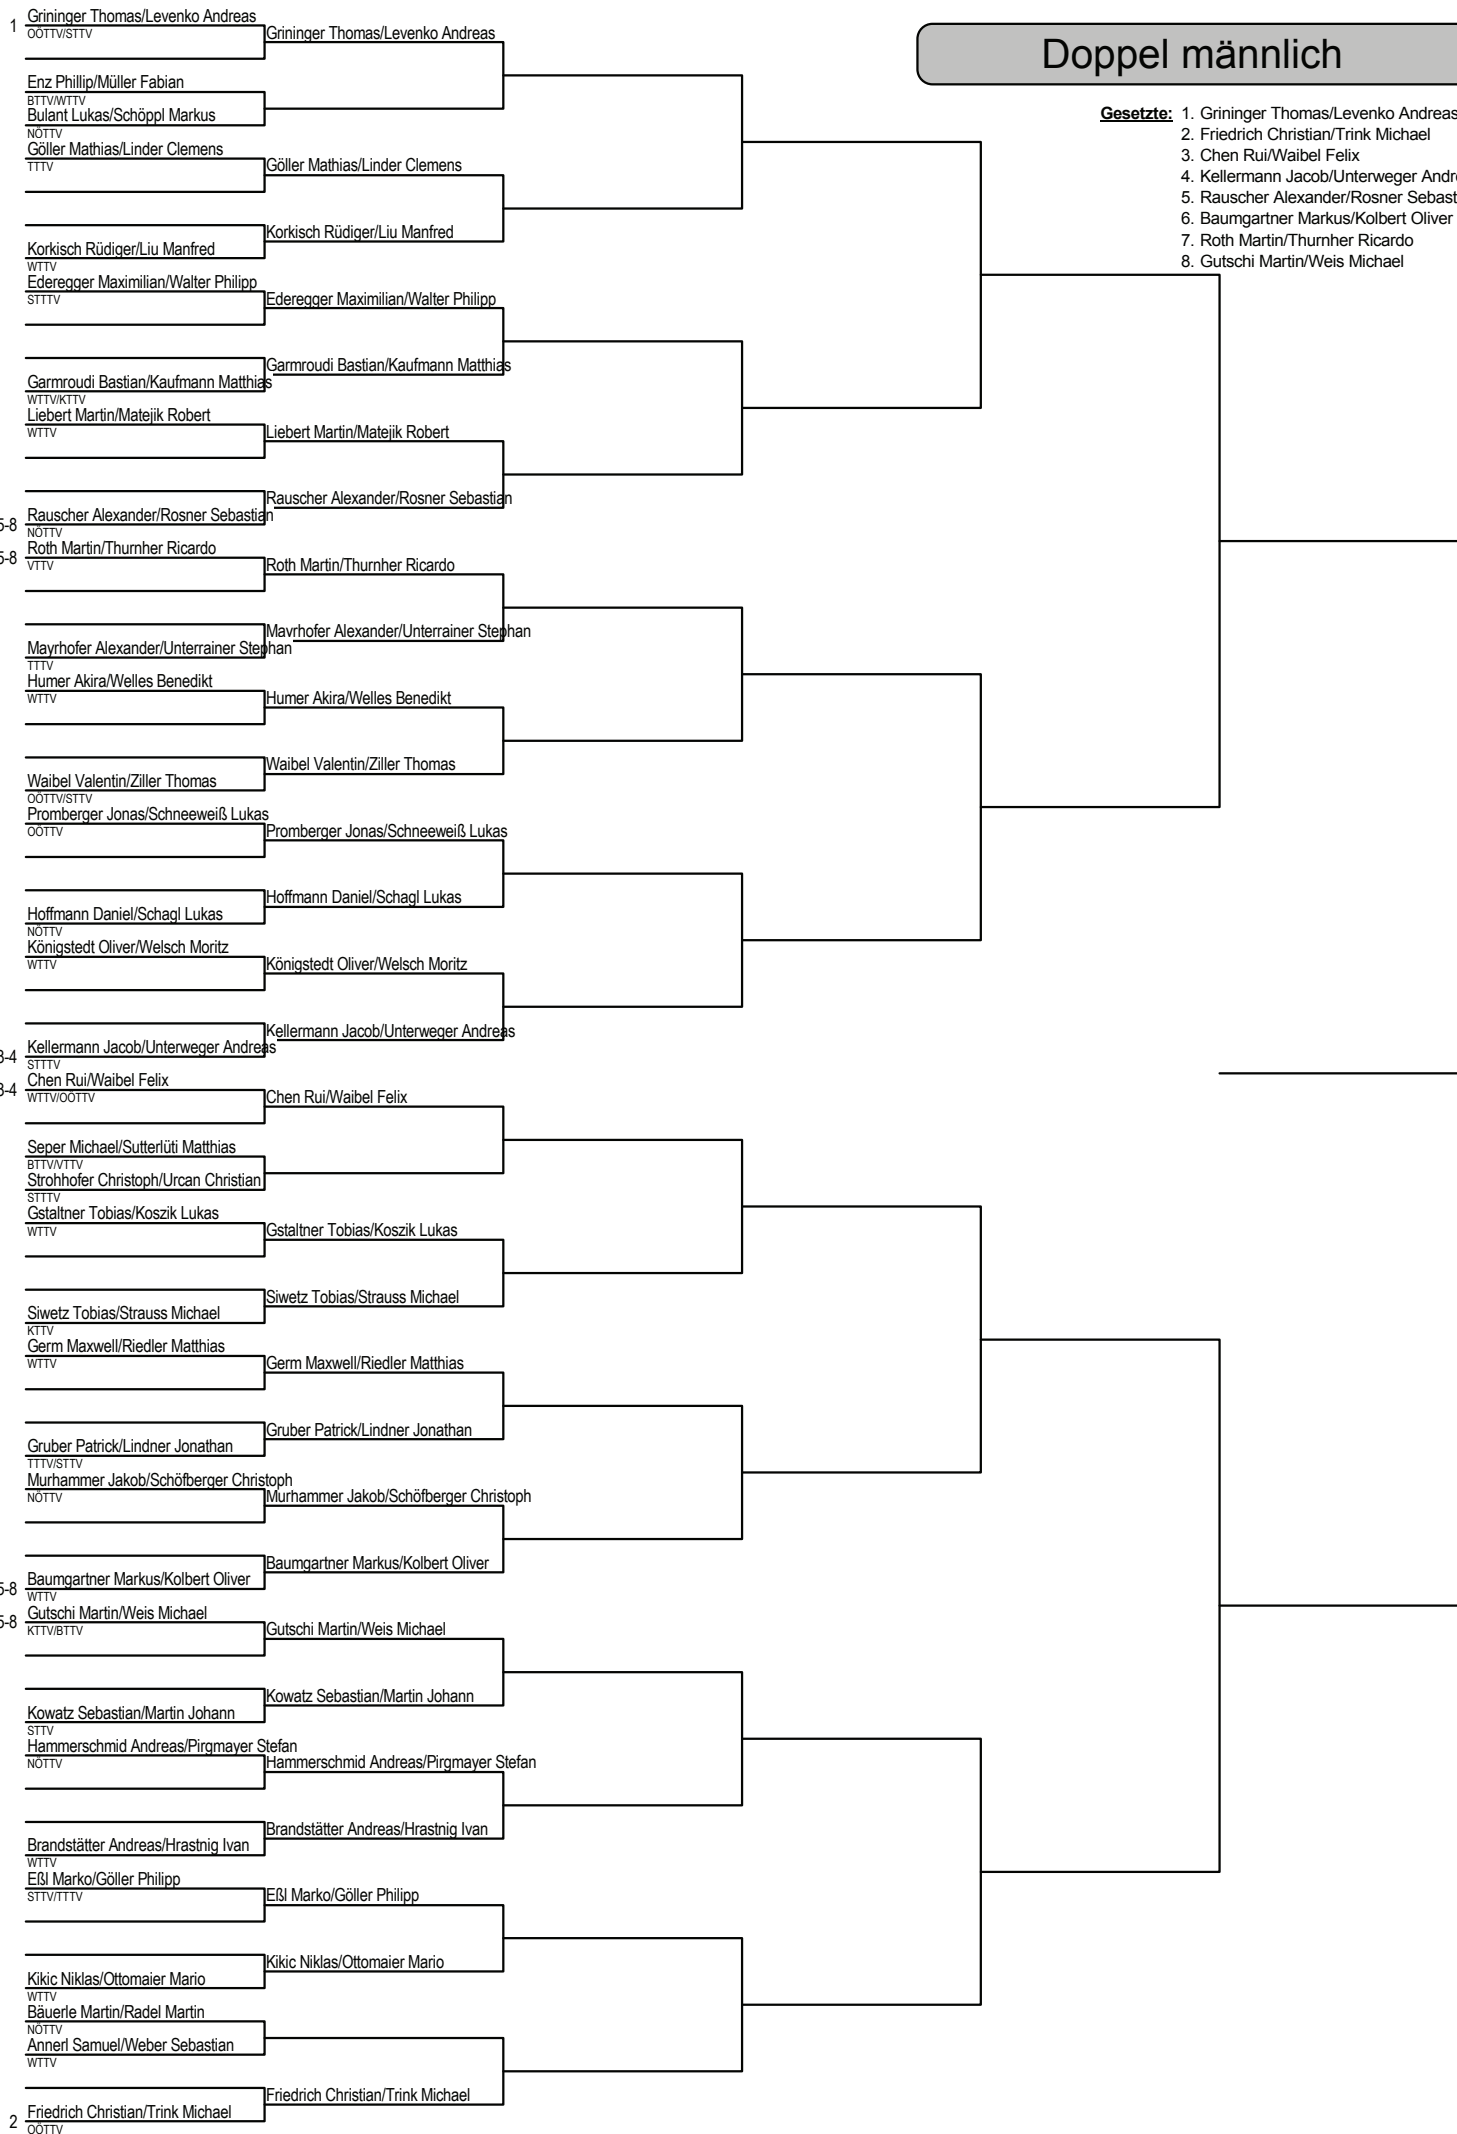 Doppel männlich
Gesetzte: 1. Grininger Thomas/Levenko Andreas
2. Friedrich Christian/Trink Michael
3. Chen Rui/Waibel Felix
4. Kellermann Jacob/Unterweger Andre
5. Rauscher Alexander/Rosner Sebast
6. Baumgartner Markus/Kolbert Oliver
7. Roth Martin/Thurnher Ricardo
8. Gutschi Martin/Weis Michael
1 Grininger Thomas/Levenko Andreas
OÖTTV/STTV
Grininger Thomas/Levenko Andreas
Enz Phillip/Müller Fabian
BTTV/WTTV
Bulant Lukas/Schöppl Markus
NÖTTV
Göller Mathias/Linder Clemens
TTTV
Göller Mathias/Linder Clemens
Korkisch Rüdiger/Liu Manfred
Korkisch Rüdiger/Liu Manfred
WTTV
Ederegger Maximilian/Walter Philipp
STTTV
Ederegger Maximilian/Walter Philipp
Garmroudi Bastian/Kaufmann Matthias
Garmroudi Bastian/Kaufmann Matthias
WTTV/KTTV
Liebert Martin/Matejik Robert
WTTV
Liebert Martin/Matejik Robert
Rauscher Alexander/Rosner Sebastian
5-8 Rauscher Alexander/Rosner Sebastian
NÖTTV
5-8 Roth Martin/Thurnher Ricardo
VTTV
Roth Martin/Thurnher Ricardo
Mayrhofer Alexander/Unterrainer Stephan
Mayrhofer Alexander/Unterrainer Stephan
TTTV
Humer Akira/Welles Benedikt
WTTV
Humer Akira/Welles Benedikt
Waibel Valentin/Ziller Thomas
Waibel Valentin/Ziller Thomas
OÖTTV/STTV
Promberger Jonas/Schneeweiß Lukas
OÖTTV
Promberger Jonas/Schneeweiß Lukas
Hoffmann Daniel/Schagl Lukas
Hoffmann Daniel/Schagl Lukas
NÖTTV
Königstedt Oliver/Welsch Moritz
WTTV
Königstedt Oliver/Welsch Moritz
Kellermann Jacob/Unterweger Andreas
3-4 Kellermann Jacob/Unterweger Andreas
STTTV
3-4 Chen Rui/Waibel Felix
WTTV/OÖTTV
Chen Rui/Waibel Felix
Seper Michael/Sutterlüti Matthias
BTTV/VTTV
Strohhofer Christoph/Urcan Christian
STTTV
Gstaltner Tobias/Koszik Lukas
WTTV
Gstaltner Tobias/Koszik Lukas
Siwetz Tobias/Strauss Michael
Siwetz Tobias/Strauss Michael
KTTV
Germ Maxwell/Riedler Matthias
WTTV
Germ Maxwell/Riedler Matthias
Gruber Patrick/Lindner Jonathan
Gruber Patrick/Lindner Jonathan
TTTV/STTV
Murhammer Jakob/Schöfberger Christoph
NÖTTV
Murhammer Jakob/Schöfberger Christoph
Baumgartner Markus/Kolbert Oliver
5-8 Baumgartner Markus/Kolbert Oliver
WTTV
5-8 Gutschi Martin/Weis Michael
KTTV/BTTV
Gutschi Martin/Weis Michael
Kowatz Sebastian/Martin Johann
Kowatz Sebastian/Martin Johann
STTV
Hammerschmid Andreas/Pirgmayer Stefan
NÖTTV
Hammerschmid Andreas/Pirgmayer Stefan
Brandstätter Andreas/Hrastnig Ivan
Brandstätter Andreas/Hrastnig Ivan
WTTV
Eßl Marko/Göller Philipp
STTV/TTTV
Eßl Marko/Göller Philipp
Kikic Niklas/Ottomaier Mario
Kikic Niklas/Ottomaier Mario
WTTV
Bäuerle Martin/Radel Martin
NÖTTV
Annerl Samuel/Weber Sebastian
WTTV
Friedrich Christian/Trink Michael
2 Friedrich Christian/Trink Michael
OÖTTV